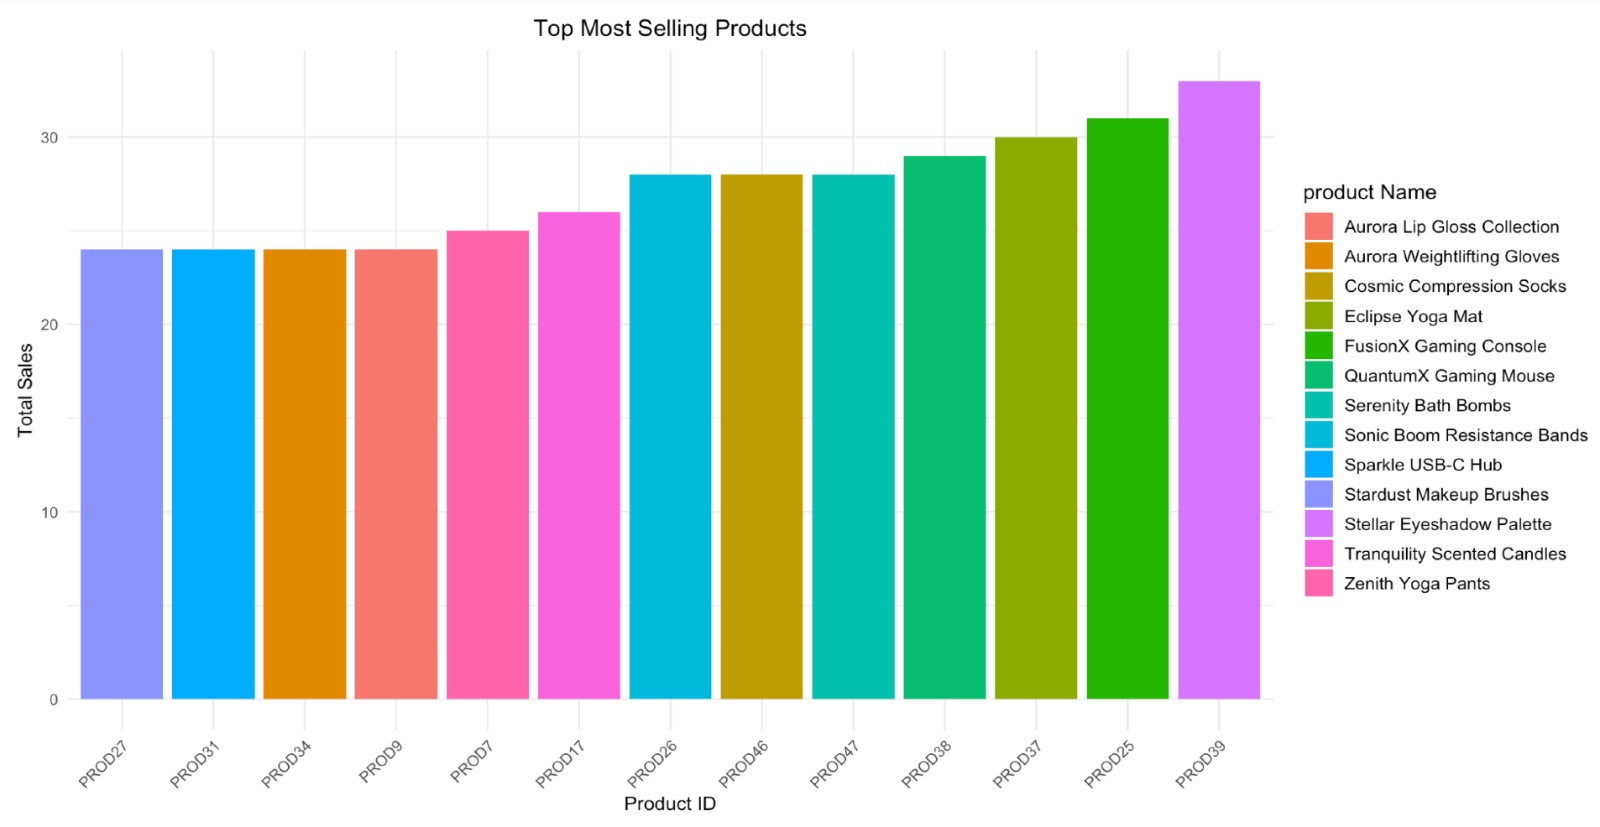 Top Most Selling Products
Total Sales
30
20
10
0
PROD27
PROD31
PROD34
PROD9
PROD7
PROD17
PROD26
PROD46
PROD47
PROD38
PROD37
PROD25
PROD39
Product ID
product Name
Aurora Lip Gloss Collection
Aurora Weightlifting Gloves
Cosmic Compression Socks
Eclipse Yoga Mat
FusionX Gaming Console
QuantumX Gaming Mouse
Serenity Bath Bombs
Sonic Boom Resistance Bands
Sparkle USB-C Hub
Stardust Makeup Brushes
Stellar Eyeshadow Palette
Tranquility Scented Candles
Zenith Yoga Pants